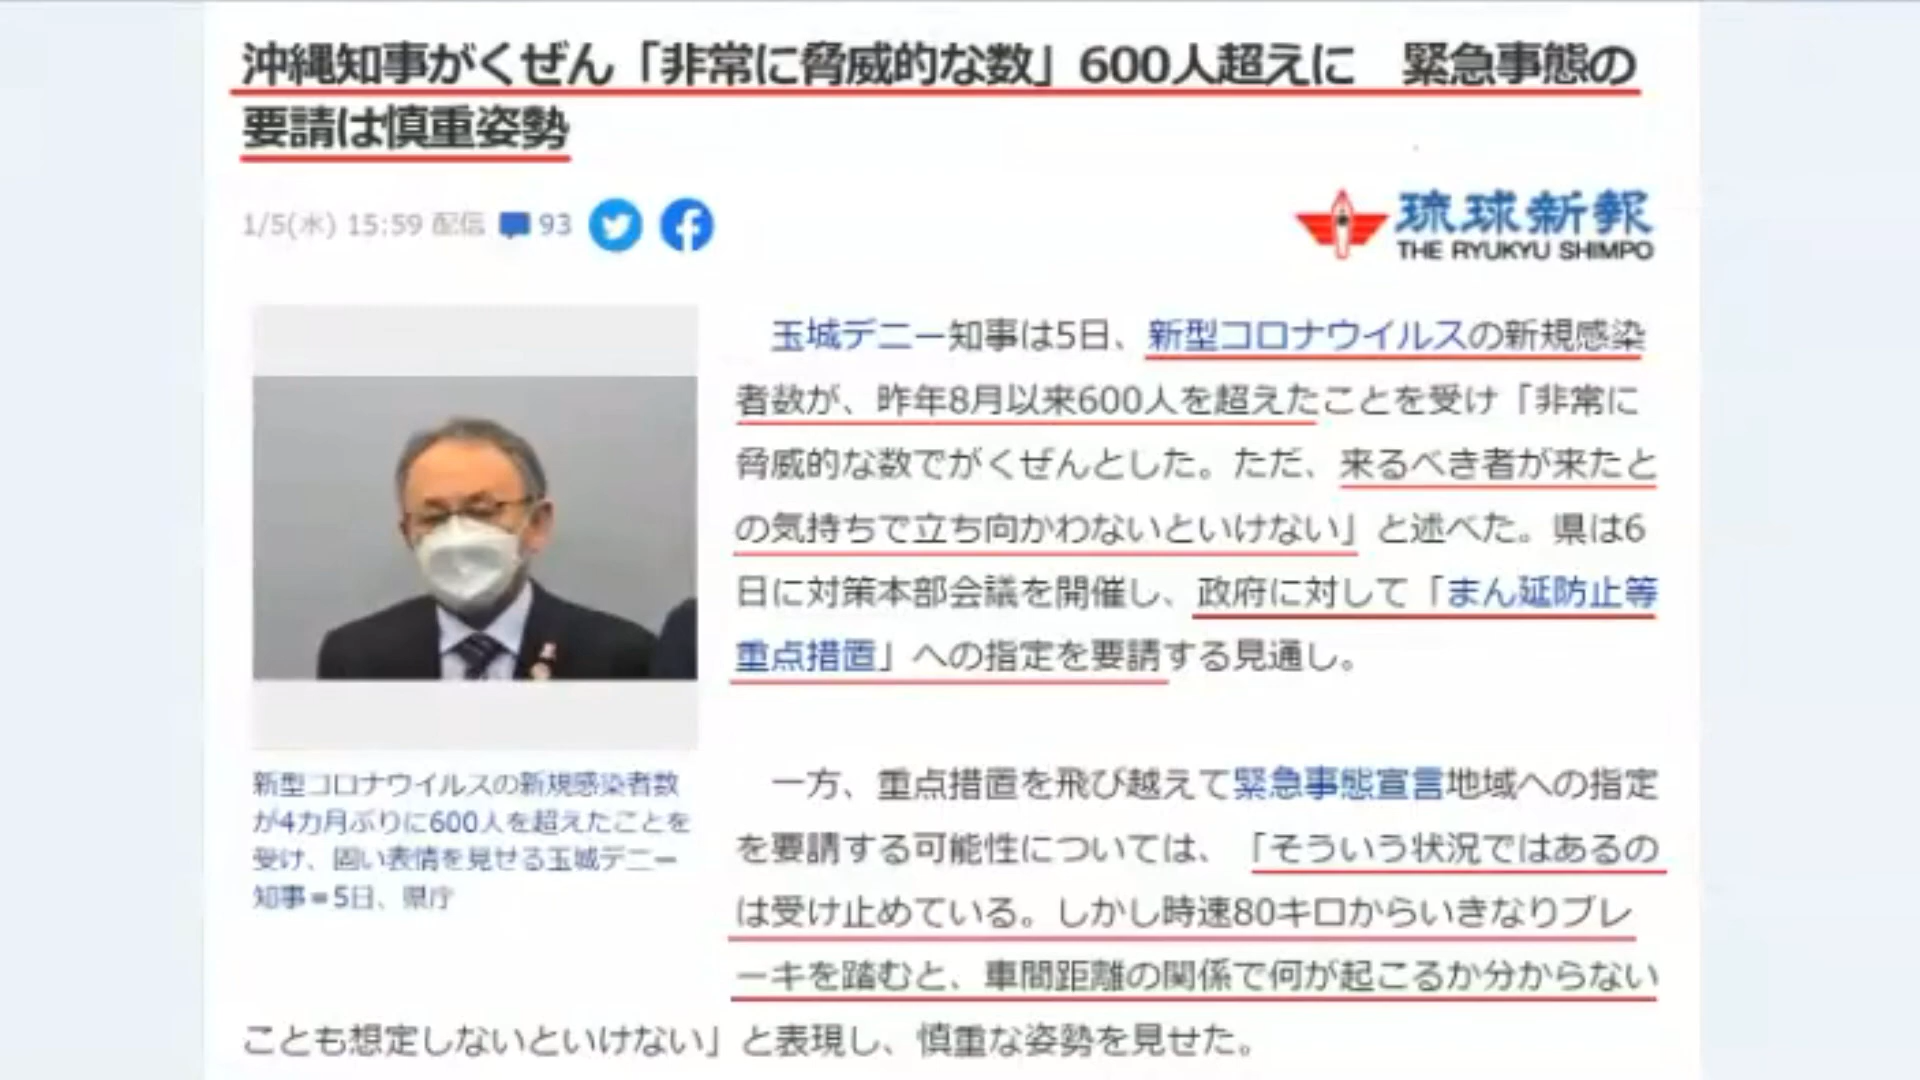 沖縄知事がくぜん「非常に脅威的な数」600人超えに　緊急事態の
要請は慎重姿勢
1/5(水) 15:59 配信 93
琉球新報
THE RYUKYU SHIMPO
玉城デニー知事は5日、新型コロナウイルスの新規感染
者数が、昨年8月以来600人を超えたことを受け「非常に
脅威的な数でがくぜんとした。ただ、来るべき者が来たと
の気持ちで立ち向かわないといけない」と述べた。県は6
日に対策本部会議を開催し、政府に対して「まん延防止等
重点措置」への指定を要請する見通し。
新型コロナウイルスの新規感染者数
が4カ月ぶりに600人を超えたことを
受け、固い表情を見せる玉城デニー
知事＝5日、県庁
一方、重点措置を飛び越えて緊急事態宣言地域への指定
を要請する可能性については、「そういう状況ではあるの
は受け止めている。しかし時速80キロからいきなりブレ
ーキを踏むと、車間距離の関係で何が起こるか分からない
ことも想定しないといけない」と表現し、慎重な姿勢を見せた。